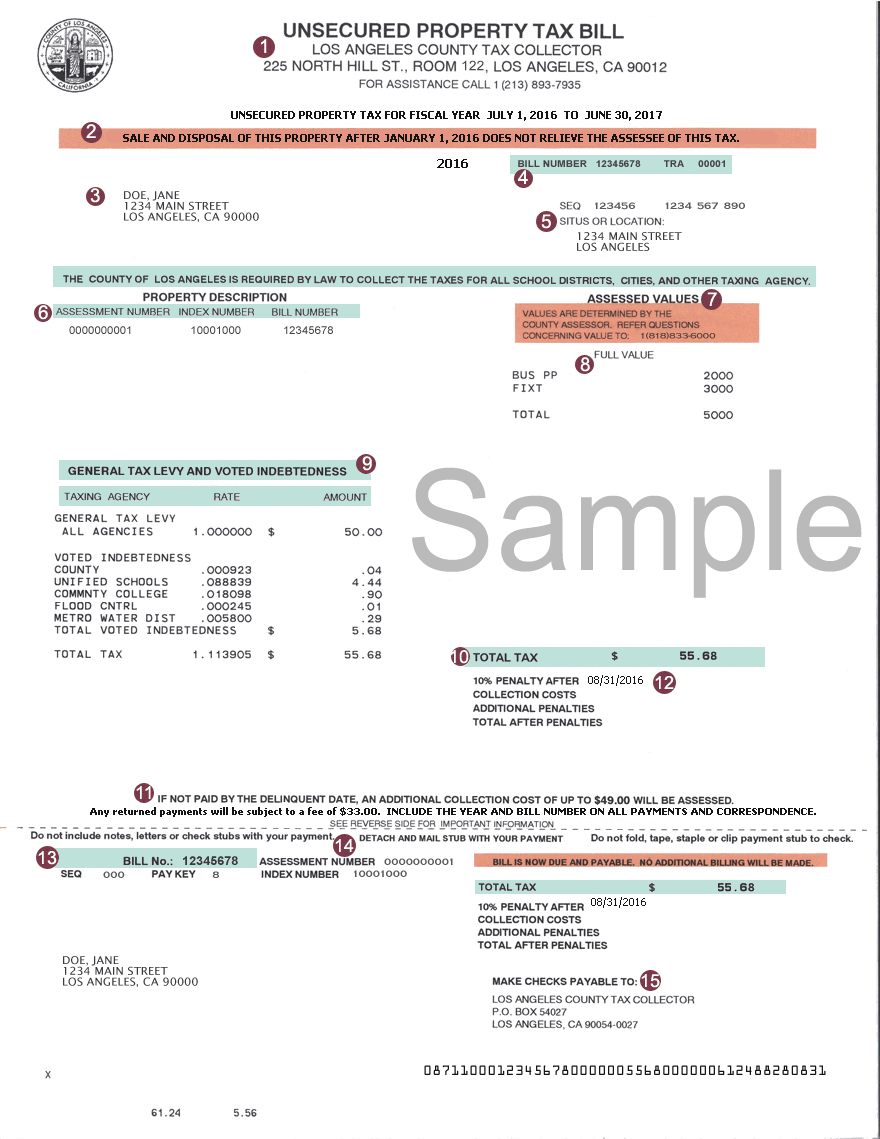 UNSECURED PROPERTY TAX BILL
1 LOS ANGELES COUNTY TAX COLLECTOR
225 NORTH HILL ST., ROOM 122, LOS ANGELES, CA 90012
FOR ASSISTANCE CALL 1 (213) 893-7935
UNSECURED PROPERTY TAX FOR FISCAL YEAR JULY 1, 2016 TO JUNE 30, 2017
2 SALE AND DISPOSAL OF THIS PROPERTY AFTER JANUARY 1, 2016 DOES NOT RELIEVE THE ASSESSEE OF THIS TAX.
2016 BILL NUMBER 12345678 TRA 00001
4
3 DOE, JANE
1234 MAIN STREET
LOS ANGELES, CA 90000
SEQ 123456 1234 567 890
5 SITUS OR LOCATION:
1234 MAIN STREET
LOS ANGELES
THE COUNTY OF LOS ANGELES IS REQUIRED BY LAW TO COLLECT THE TAXES FOR ALL SCHOOL DISTRICTS, CITIES, AND OTHER TAXING AGENCY.
PROPERTY DESCRIPTION
6 ASSESSMENT NUMBER INDEX NUMBER BILL NUMBER
0000000001 10001000 12345678
ASSESSED VALUES 7
VALUES ARE DETERMINED BY THE
COUNTY ASSESSOR. REFER QUESTIONS
CONCERNING VALUE TO: 1(818)833-6000
8 FULL VALUE
BUS PP 2000
FIXT 3000
TOTAL 5000
GENERAL TAX LEVY AND VOTED INDEBTEDNESS 9
TAXING AGENCY RATE AMOUNT
GENERAL TAX LEVY
ALL AGENCIES 1.000000 $ 50.00
VOTED INDEBTEDNESS
COUNTY .000923 .04
UNIFIED SCHOOLS .088839 4.44
COMMNTY COLLEGE .018098 .90
FLOOD CNTRL .000245 .01
METRO WATER DIST .005800 .29
TOTAL VOTED INDEBTEDNESS $ 5.68
TOTAL TAX 1.113905 $ 55.68
Sample
10 TOTAL TAX $ 55.68
10% PENALTY AFTER 08/31/2016 12
COLLECTION COSTS
ADDITIONAL PENALTIES
TOTAL AFTER PENALTIES
11 IF NOT PAID BY THE DELINQUENT DATE, AN ADDITIONAL COLLECTION COST OF UP TO $49.00 WILL BE ASSESSED.
Any returned payments will be subject to a fee of $33.00. INCLUDE THE YEAR AND BILL NUMBER ON ALL PAYMENTS AND CORRESPONDENCE.
SEE REVERSE SIDE FOR IMPORTANT INFORMATION
Do not include notes, letters or check stubs with your payment. 14 DETACH AND MAIL STUB WITH YOUR PAYMENT Do not fold, tape, staple or clip payment stub to check.
13 BILL No.: 12345678 ASSESSMENT NUMBER 0000000001
SEQ 000 PAY KEY 8 INDEX NUMBER 10001000
BILL IS NOW DUE AND PAYABLE. NO ADDITIONAL BILLING WILL BE MADE.
TOTAL TAX $ 55.68
10% PENALTY AFTER 08/31/2016
COLLECTION COSTS
ADDITIONAL PENALTIES
TOTAL AFTER PENALTIES
DOE, JANE
1234 MAIN STREET
LOS ANGELES, CA 90000
MAKE CHECKS PAYABLE TO: 15
LOS ANGELES COUNTY TAX COLLECTOR
P.O. BOX 54027
LOS ANGELES, CA 90054-0027
X
08711000123456780000005568000000612488280831
61.24 5.56